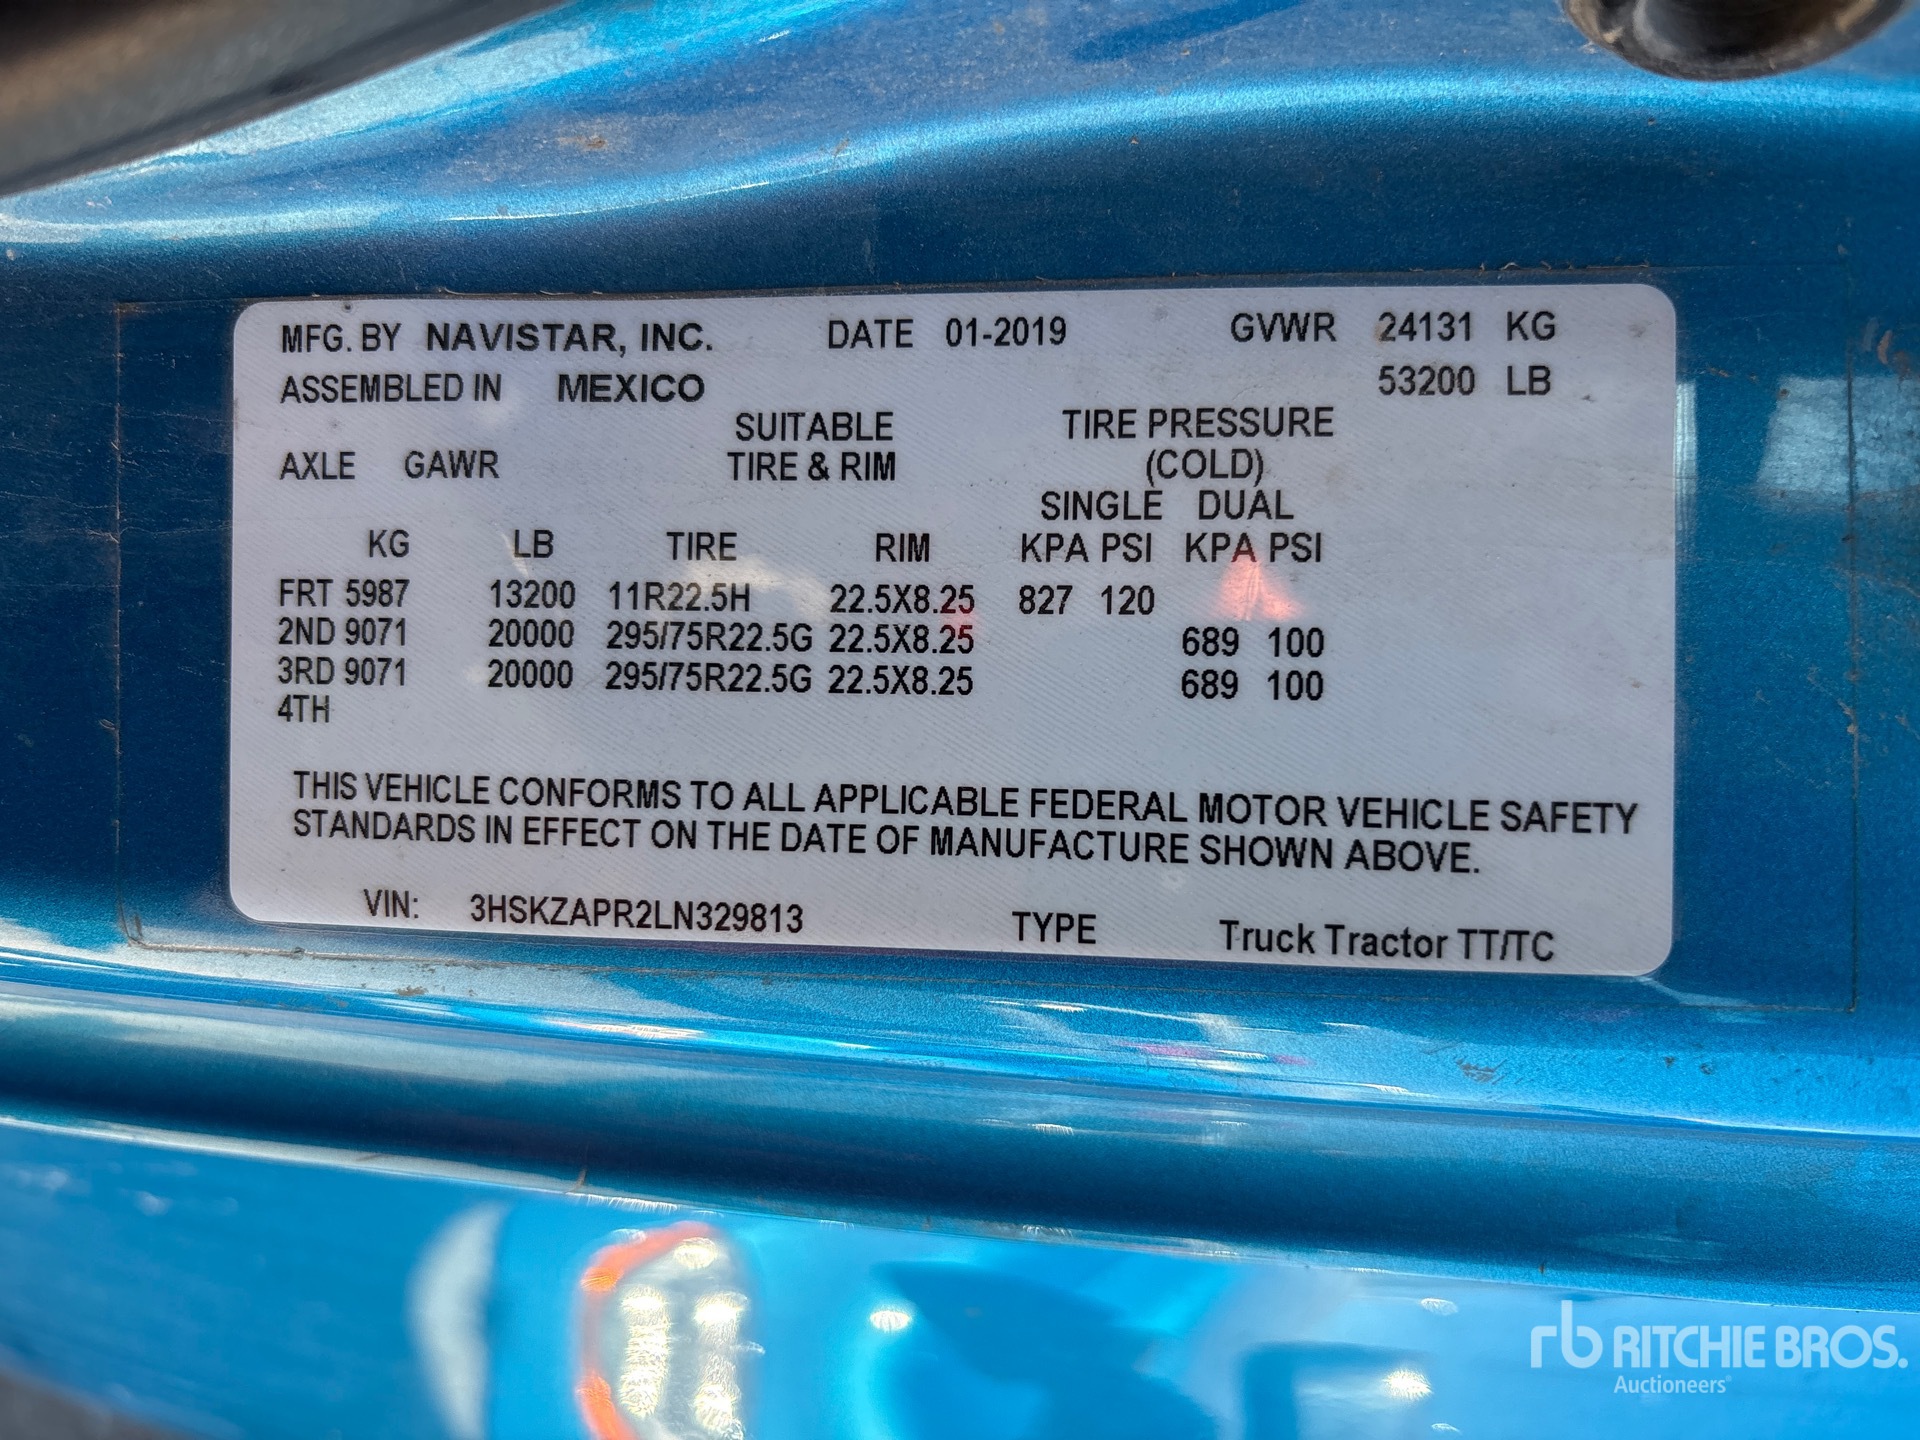 MFG. BY NAVISTAR, INC. DATE 01-2019 GVWR 24131 KG
ASSEMBLED IN MEXICO 53200 LB
SUITABLE TIRE PRESSURE
AXLE GAWR TIRE & RIM (COLD)
SINGLE DUAL
KG LB TIRE RIM KPA PSI KPA PSI
FRT 5987 13200 11R22.5H 22.5X8.25 827 120
2ND 9071 20000 295/75R22.5G 22.5X8.25 689 100
3RD 9071 20000 295/75R22.5G 22.5X8.25 689 100
4TH
THIS VEHICLE CONFORMS TO ALL APPLICABLE FEDERAL MOTOR VEHICLE SAFETY
STANDARDS IN EFFECT ON THE DATE OF MANUFACTURE SHOWN ABOVE.
VIN: 3HSKZAPR2LN329813 TYPE Truck Tractor TT/TC
rb RITCHIE BROS.
Auctioneers